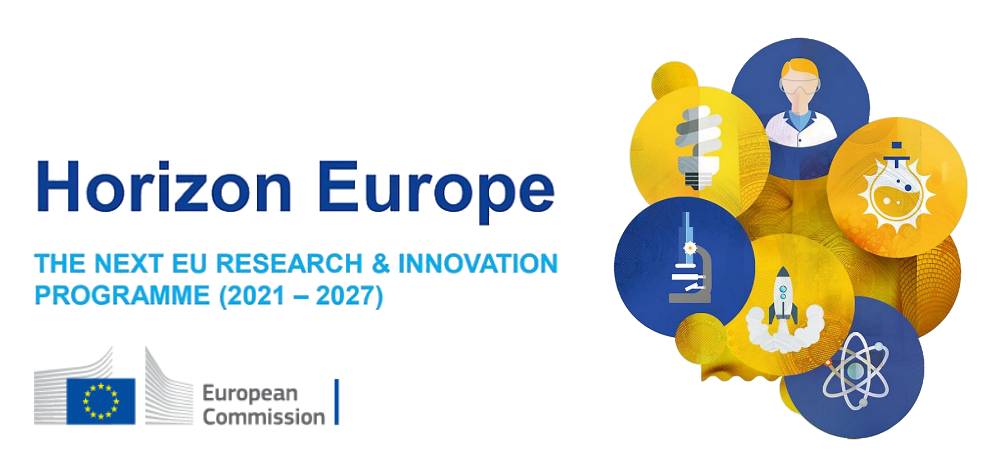 Horizon Europe
THE NEXT EU RESEARCH & INNOVATION
PROGRAMME (2021 – 2027)
European
Commission